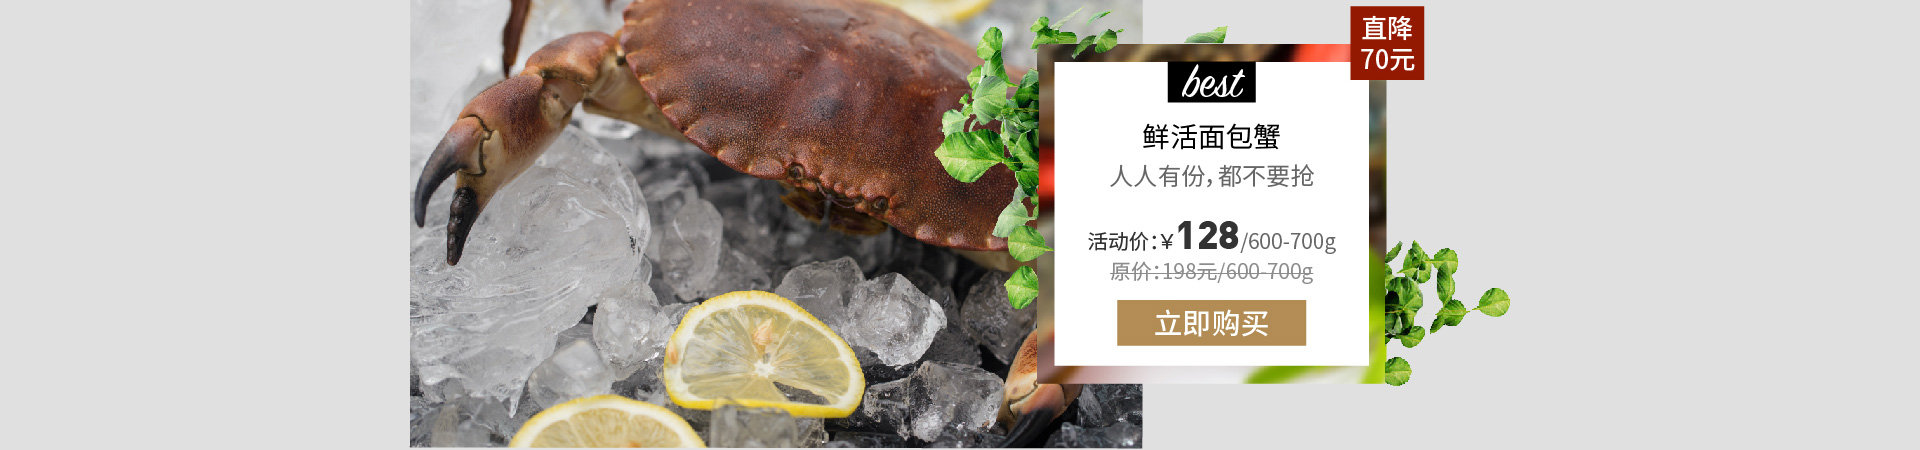 直降
70元
best
鲜活面包蟹
人人有份，都不要抢
活动价：¥128/600-700g
原价：198元/600-700g
立即购买